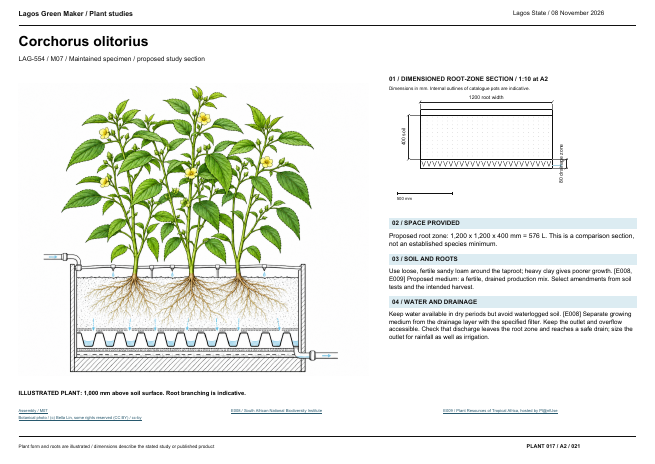 Lagos Green Maker / Plant studies
Lagos State / 08 November 2026
Corchorus olitorius
LAG-554 / M07 / Maintained specimen / proposed study section
01 / DIMENSIONED ROOT-ZONE SECTION / 1:10 at A2
Dimensions in mm. Internal outlines of catalogue pots are indicative.
1200 root width
400 soil
80 drainage zone
500 mm
02 / SPACE PROVIDED
Proposed root zone: 1,200 x 1,200 x 400 mm = 576 L. This is a comparison section,
not an established species minimum.
03 / SOIL AND ROOTS
Use loose, fertile sandy loam around the taproot; heavy clay gives poorer growth. [E008,
E009] Proposed medium: a fertile, drained production mix. Select amendments from soil
tests and the intended harvest.
04 / WATER AND DRAINAGE
Keep water available in dry periods but avoid waterlogged soil. [E008] Separate growing
medium from the drainage layer with the specified filter. Keep the outlet and overflow
accessible. Check that discharge leaves the root zone and reaches a safe drain; size the
outlet for rainfall as well as irrigation.
ILLUSTRATED PLANT: 1,000 mm above soil surface. Root branching is indicative.
Assembly / M07
E008 / South African National Biodiversity Institute
E009 / Plant Resources of Tropical Africa, hosted by Pl@ntUse
Botanical photo / (c) Bella Lin, some rights reserved (CC BY) / cc-by
Plant form and roots are illustrated / dimensions describe the stated study or published product
PLANT 017 / A2 / 021